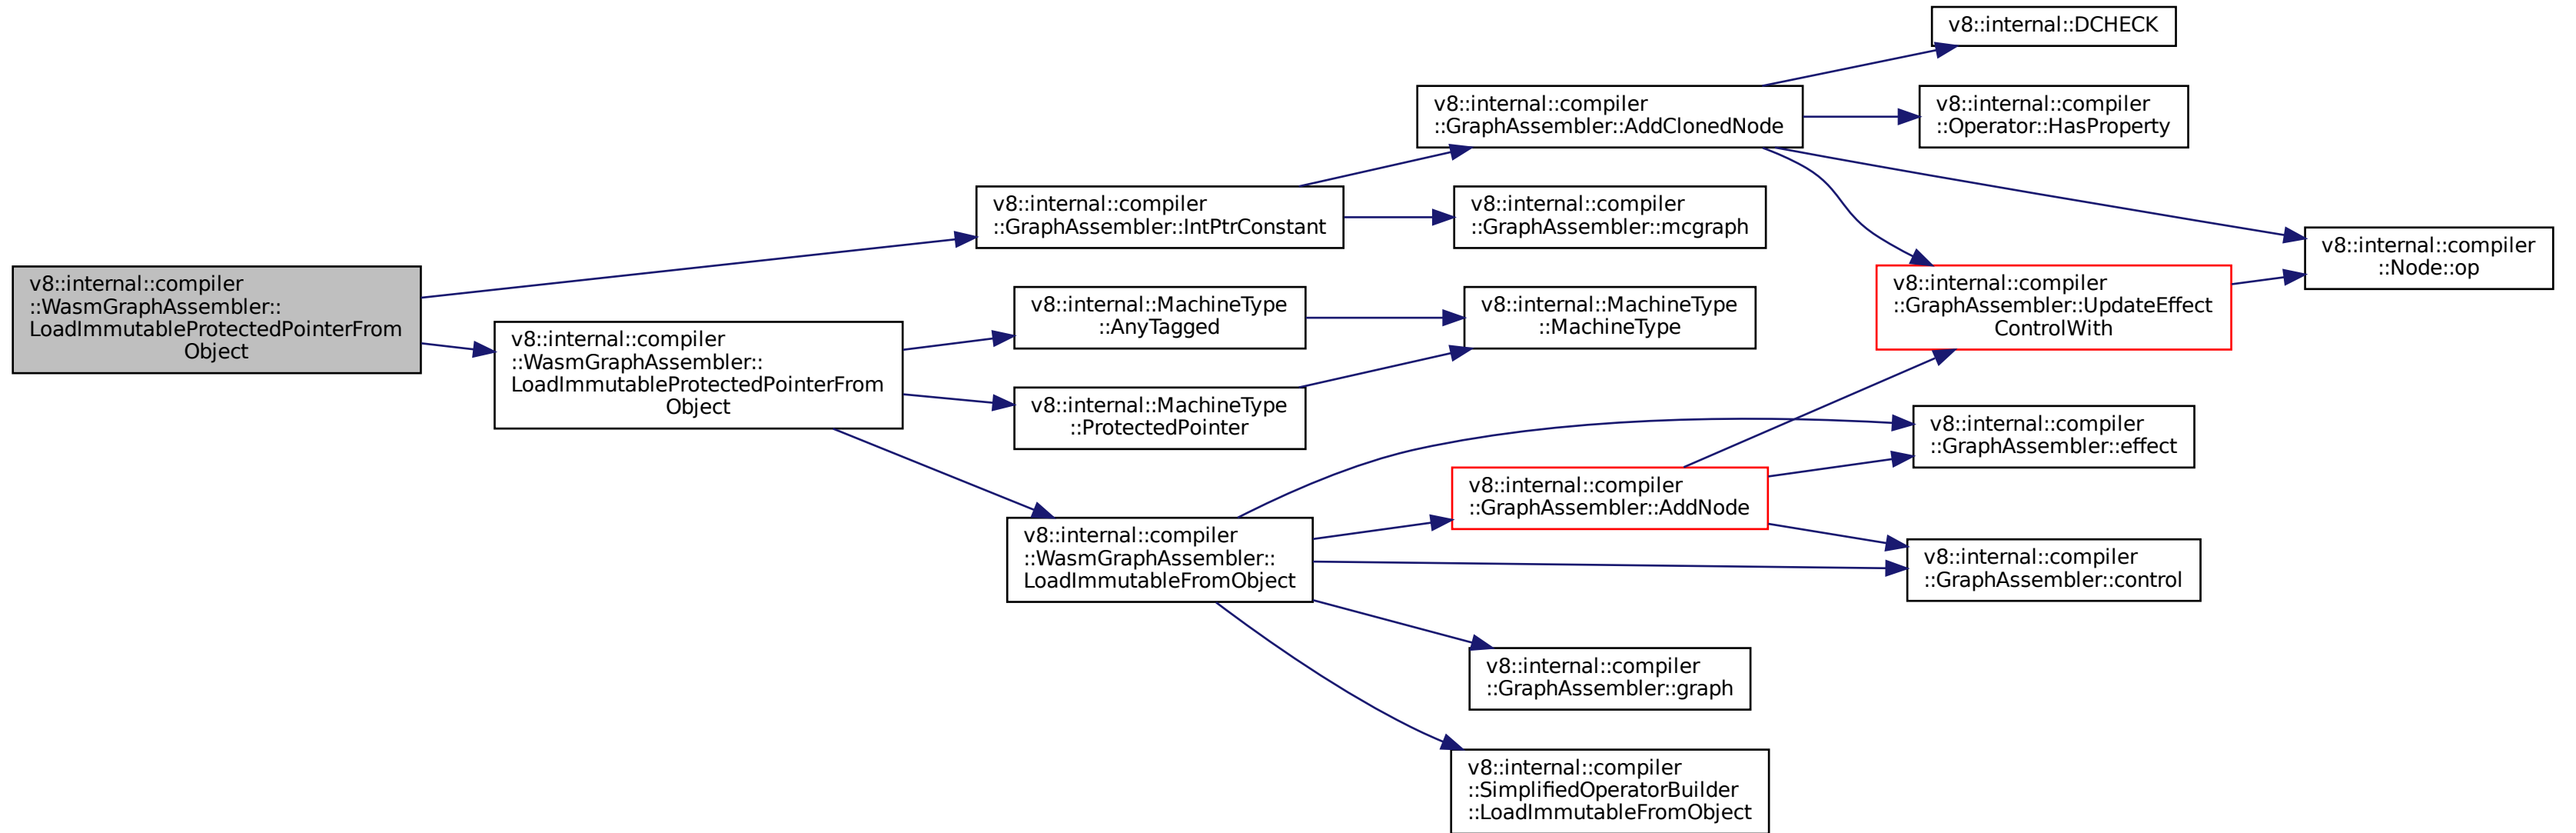 v8::internal::compiler
::WasmGraphAssembler::
LoadImmutableProtectedPointerFrom
Object
v8::internal::compiler
::WasmGraphAssembler::
LoadImmutableProtectedPointerFrom
Object
v8::internal::compiler
::GraphAssembler::IntPtrConstant
v8::internal::MachineType
::AnyTagged
v8::internal::MachineType
::ProtectedPointer
v8::internal::compiler
::WasmGraphAssembler::
LoadImmutableFromObject
v8::internal::compiler
::GraphAssembler::AddClonedNode
v8::internal::compiler
::GraphAssembler::mcgraph
v8::internal::MachineType
::MachineType
v8::internal::compiler
::GraphAssembler::AddNode
v8::internal::compiler
::GraphAssembler::graph
v8::internal::compiler
::SimplifiedOperatorBuilder
::LoadImmutableFromObject
v8::internal::DCHECK
v8::internal::compiler
::Operator::HasProperty
v8::internal::compiler
::GraphAssembler::UpdateEffect
ControlWith
v8::internal::compiler
::GraphAssembler::effect
v8::internal::compiler
::GraphAssembler::control
v8::internal::compiler
::Node::op